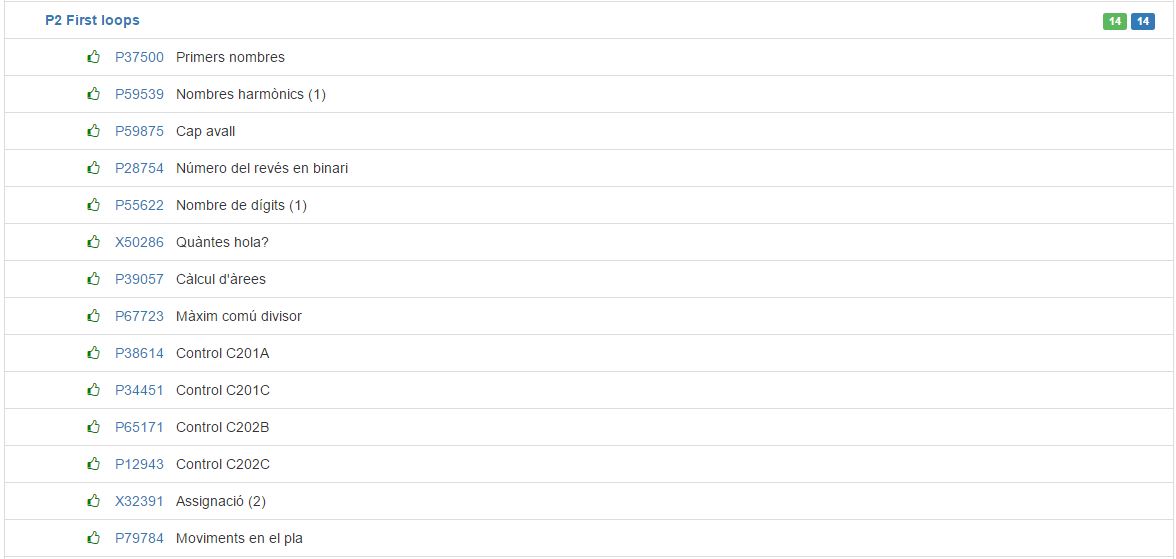 P2 First loops 14 14
P37500 Primers nombres
P59539 Nombres harmònics (1)
P59875 Cap avall
P28754 Número del revés en binari
P55622 Nombre de dígits (1)
X50286 Quàntes hola?
P39057 Càlcul d'àrees
P67723 Màxim comú divisor
P38614 Control C201A
P34451 Control C201C
P65171 Control C202B
P12943 Control C202C
X32391 Assignació (2)
P79784 Moviments en el pla